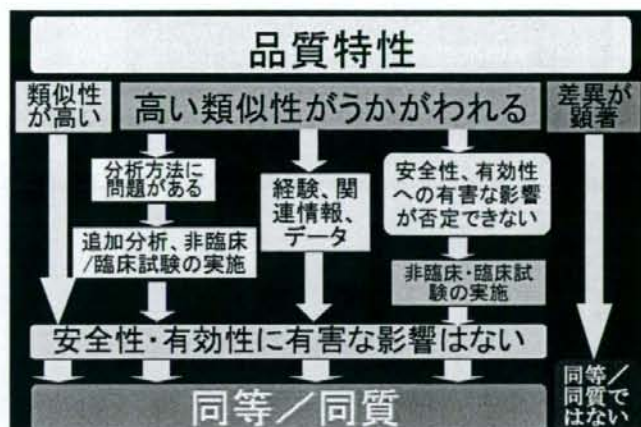 品質特性
類似性
が高い
高い類似性がうかがわれる
差異が
顕著
分析方法に
問題がある
追加分析、非臨床
/臨床試験の実施
経験、関
連情報、
データ
安全性、有効性
への有害な影響
が否定できない
非臨床・臨床試
験の実施
安全性・有効性に有害な影響はない
同等/同質
同等/
同質で
はない